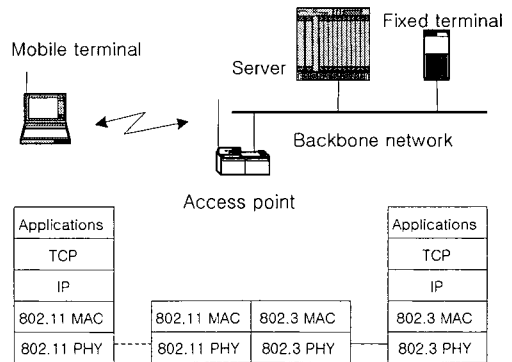 Fixed terminal
Mobile terminal
Server
Backbone network
Access point
Applications
TCP
IP
802.11 MAC
802.11 PHY
802.11 MAC 802.3 MAC
802.11 PHY 802.3 PHY
Applications
TCP
IP
802.3 MAC
802.3 PHY